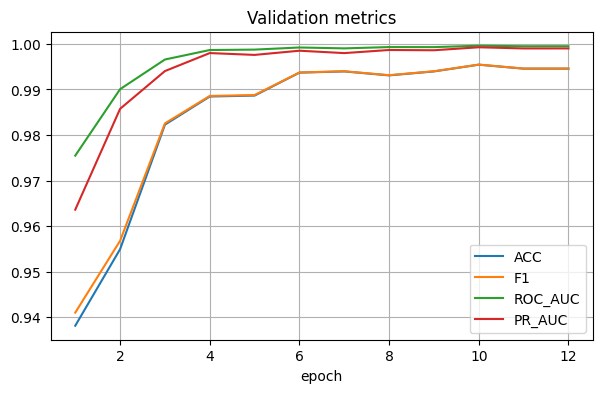 Validation metrics
1.00
0.99
0.98
0.97
0.96
0.95
0.94
ACC
F1
ROC_AUC
PR_AUC
2 4 6 8 10 12
epoch